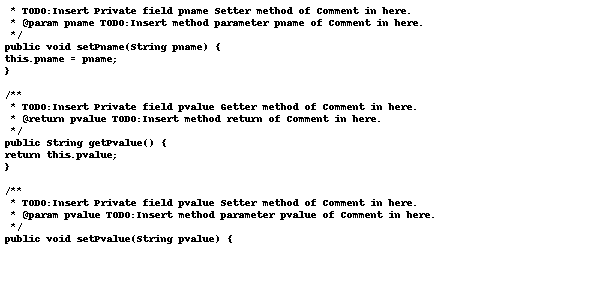 * TODO:Insert Private field pname Setter method of Comment in here.
 * @param pname TODO:Insert method parameter pname of Comment in here.
 */
public void setPname(String pname) {
this.pname = pname;
}

/**
 * TODO:Insert Private field pvalue Getter method of Comment in here.
 * @return pvalue TODO:Insert method return of Comment in here.
 */
public String getPvalue() {
return this.pvalue;
}

/**
 * TODO:Insert Private field pvalue Setter method of Comment in here.
 * @param pvalue TODO:Insert method parameter pvalue of Comment in here.
 */
public void setPvalue(String pvalue) {